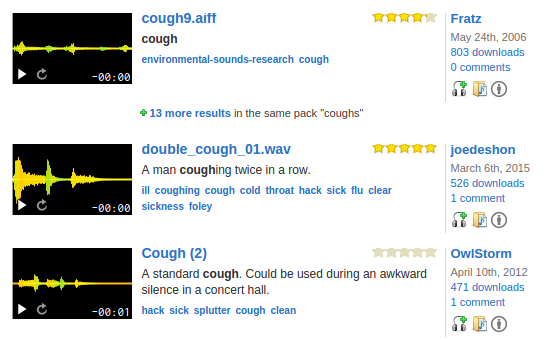 cough9.aiff
cough
environmental-sounds-research cough
-00:00
Fratz
May 24th, 2006
803 downloads
0 comments
13 more results in the same pack "coughs"
double_cough_01.wav
A man coughing twice in a row.
ill coughing cough cold throat hack sick flu clear
sickness foley
-00:00
joedeshon
March 6th, 2015
526 downloads
1 comment
Cough (2)
A standard cough. Could be used during an awkward
silence in a concert hall.
hack sick splutter cough clean
-00:01
OwlStorm
April 10th, 2012
471 downloads
1 comment